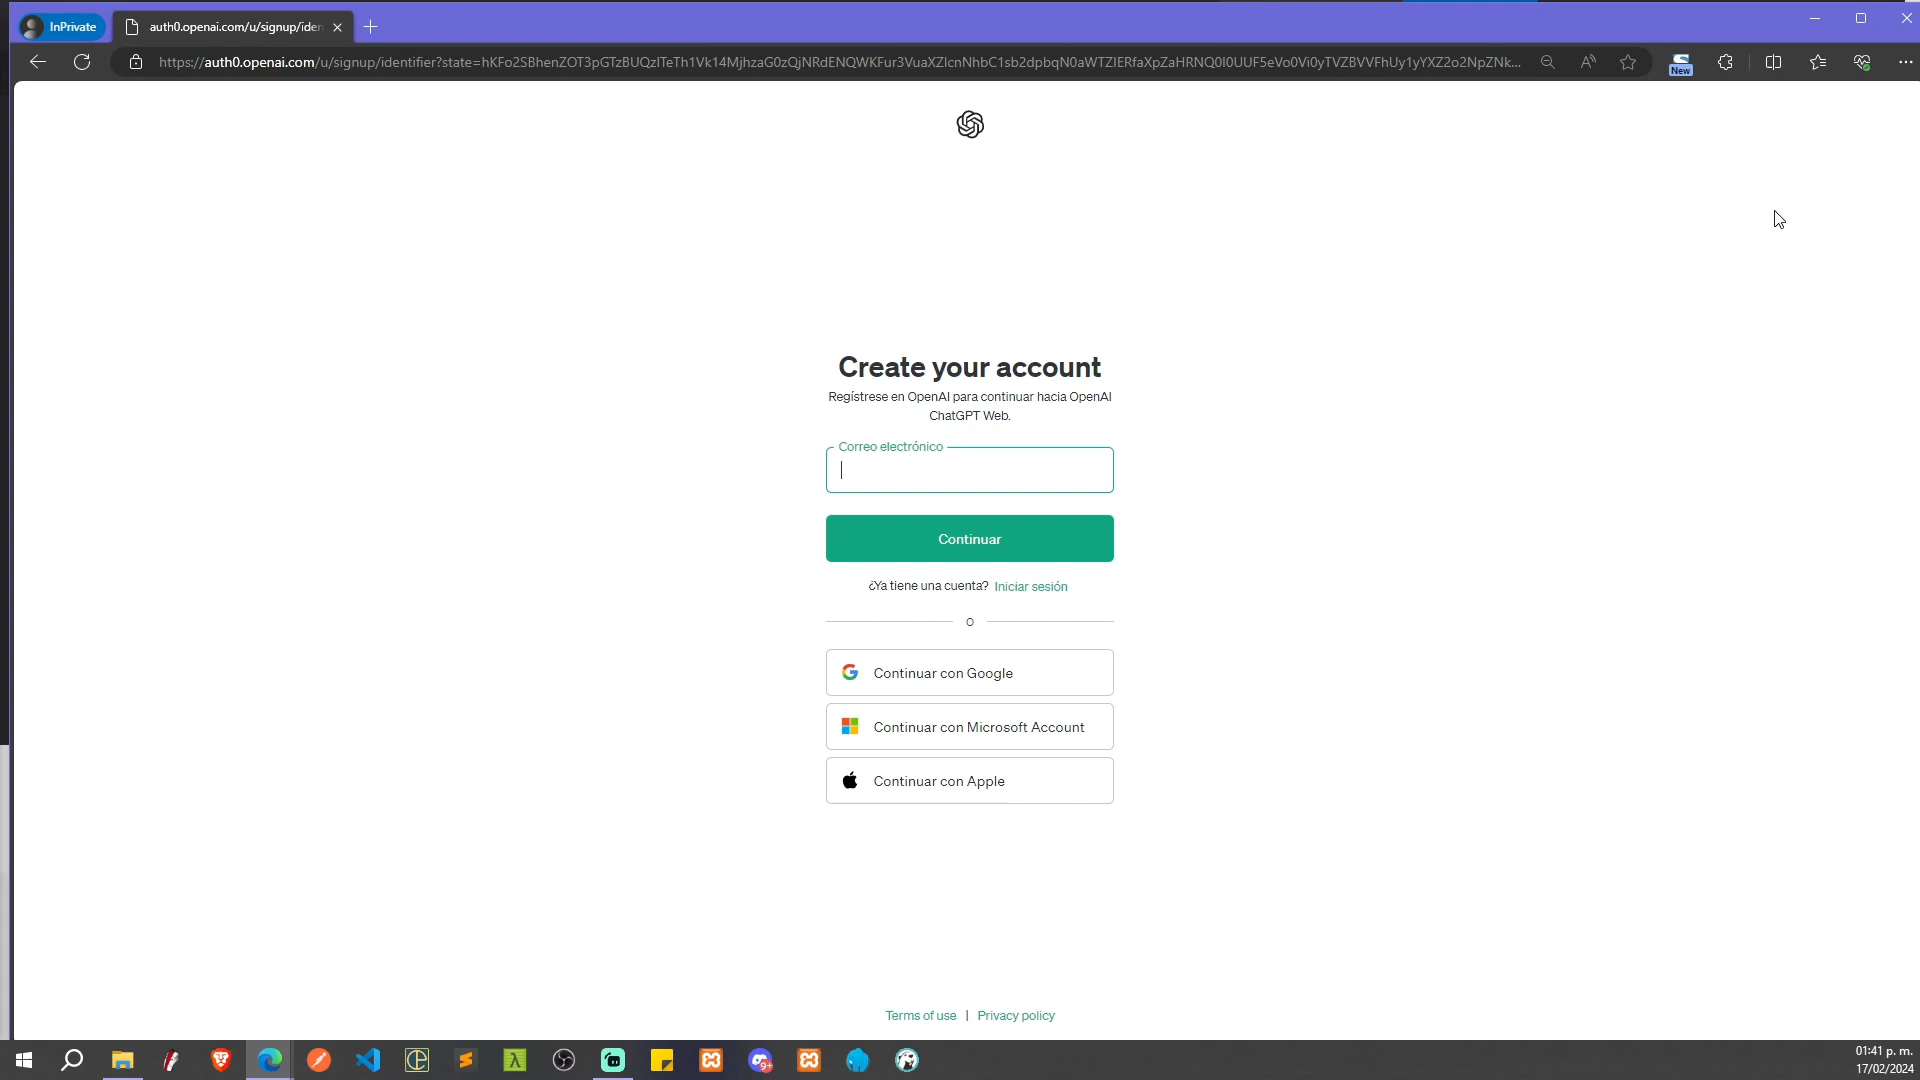 InPrivate
auth0.openai.com/u/signup/iden
https://auth0.openai.com/u/signup/identifier?state=
New
Create your account
Regístrese en OpenAI para continuar hacia OpenAI
ChatGPT Web.
Correo electrónico
Continuar
¿Ya tiene una cuenta? Iniciar sesión
O
Continuar con Google
Continuar con Microsoft Account
Continuar con Apple
Terms of use | Privacy policy
9+
01:41 p. m.
17/02/2024